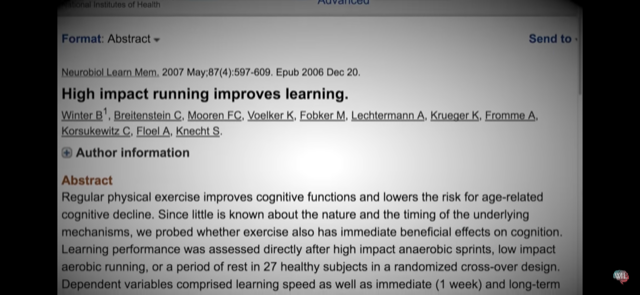 National Institutes of Health
Advanced
Format: Abstract
Send to
Neurobiol Learn Mem. 2007 May;87(4):597-609. Epub 2006 Dec 20.
High impact running improves learning.
Winter B1, Breitenstein C, Mooren FC, Voelker K, Fobker M, Lechtermann A, Krueger K, Fromme A,
Korsukewitz C, Floel A, Knecht S.
Author information
Abstract
Regular physical exercise improves cognitive functions and lowers the risk for age-related
cognitive decline. Since little is known about the nature and the timing of the underlying
mechanisms, we probed whether exercise also has immediate beneficial effects on cognition.
Learning performance was assessed directly after high impact anaerobic sprints, low impact
aerobic running, or a period of rest in 27 healthy subjects in a randomized cross-over design.
Dependent variables comprised learning speed as well as immediate (1 week) and long-term